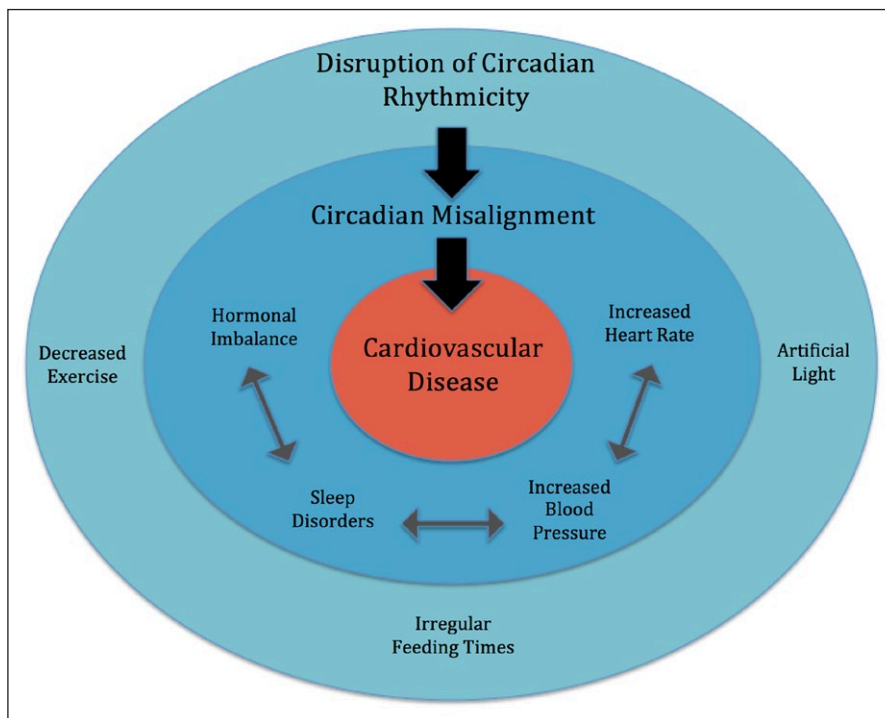 Disruption of Circadian
Rhythmicity
Circadian Misalignment
Hormonal
Imbalance
Increased
Heart Rate
Decreased
Exercise
Cardiovascular
Disease
Artificial
Light
Sleep
Disorders
Increased
Blood
Pressure
Irregular
Feeding Times